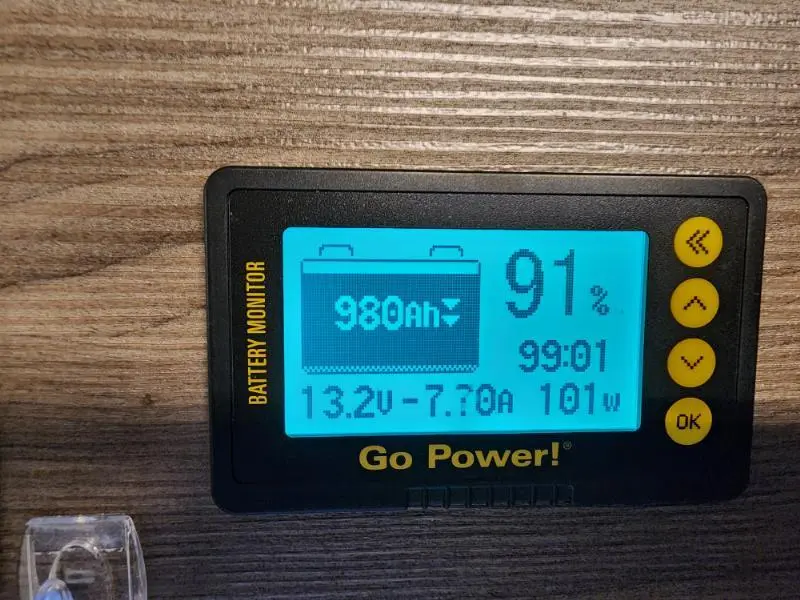 BATTERY MONITOR
980Ah
91%
99:01
13.2V -7.70A 101W
OK
Go Power!®